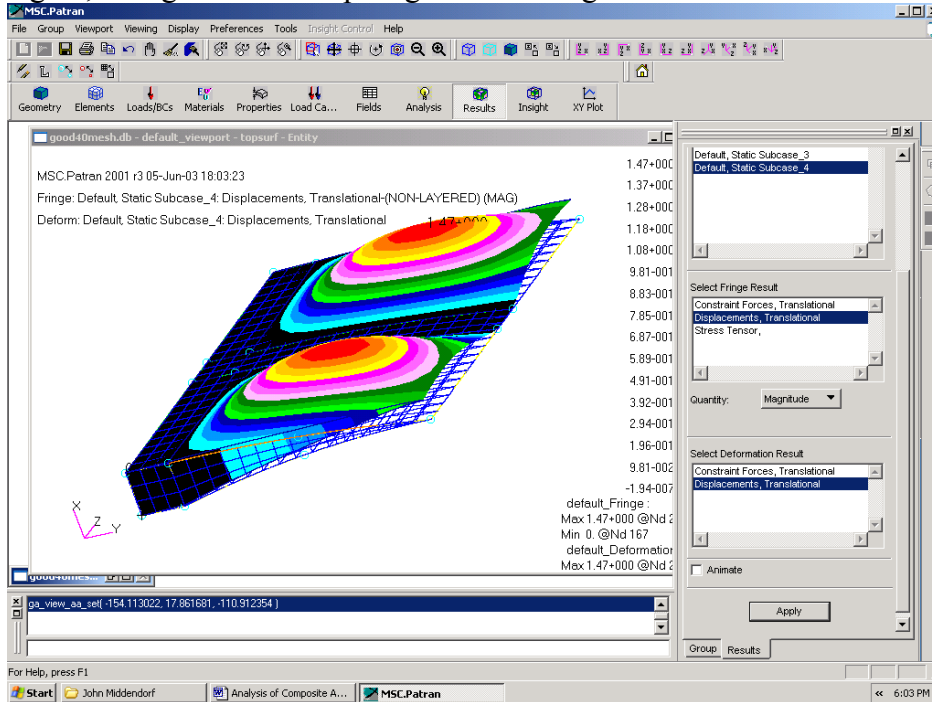 MSC.Patran
File Group Viewport Viewing Display Preferences Tools Insight Control Help
Geometry Elements Loads/BCs Materials Properties Load Ca... Fields Analysis Results Insight XY Plot
good40mesh.db - default_viewport - topsurf - Entity
MSC.Patran 2001 r3 05-Jun-03 18:03:23
Fringe: Default, Static Subcase_4: Displacements, Translational-(NON-LAYERED) (MAG)
Deform: Default, Static Subcase_4: Displacements, Translational
1.47+000
1.47+000
1.37+000
1.28+000
1.18+000
1.08+000
9.81-001
8.83-001
7.85-001
6.87-001
5.89-001
4.91-001
3.92-001
2.94-001
1.96-001
9.81-002
-1.94-007
default_Fringe :
Max 1.47+000 @Nd 2
Min 0. @Nd 167
default_Deformation
Max 1.47+000 @Nd 2
X
Z
Y
good40mes...
ga_view_aa_set( -154.113022, 17.861681, -110.912354 )
Default, Static Subcase_3
Default, Static Subcase_4
Select Fringe Result
Constraint Forces, Translational
Displacements, Translational
Stress Tensor,
Quantity: Magnitude
Select Deformation Result
Constraint Forces, Translational
Displacements, Translational
Animate
Apply
Group Results
For Help, press F1
Start John Middendorf Analysis of Composite A... MSC.Patran 6:03 PM